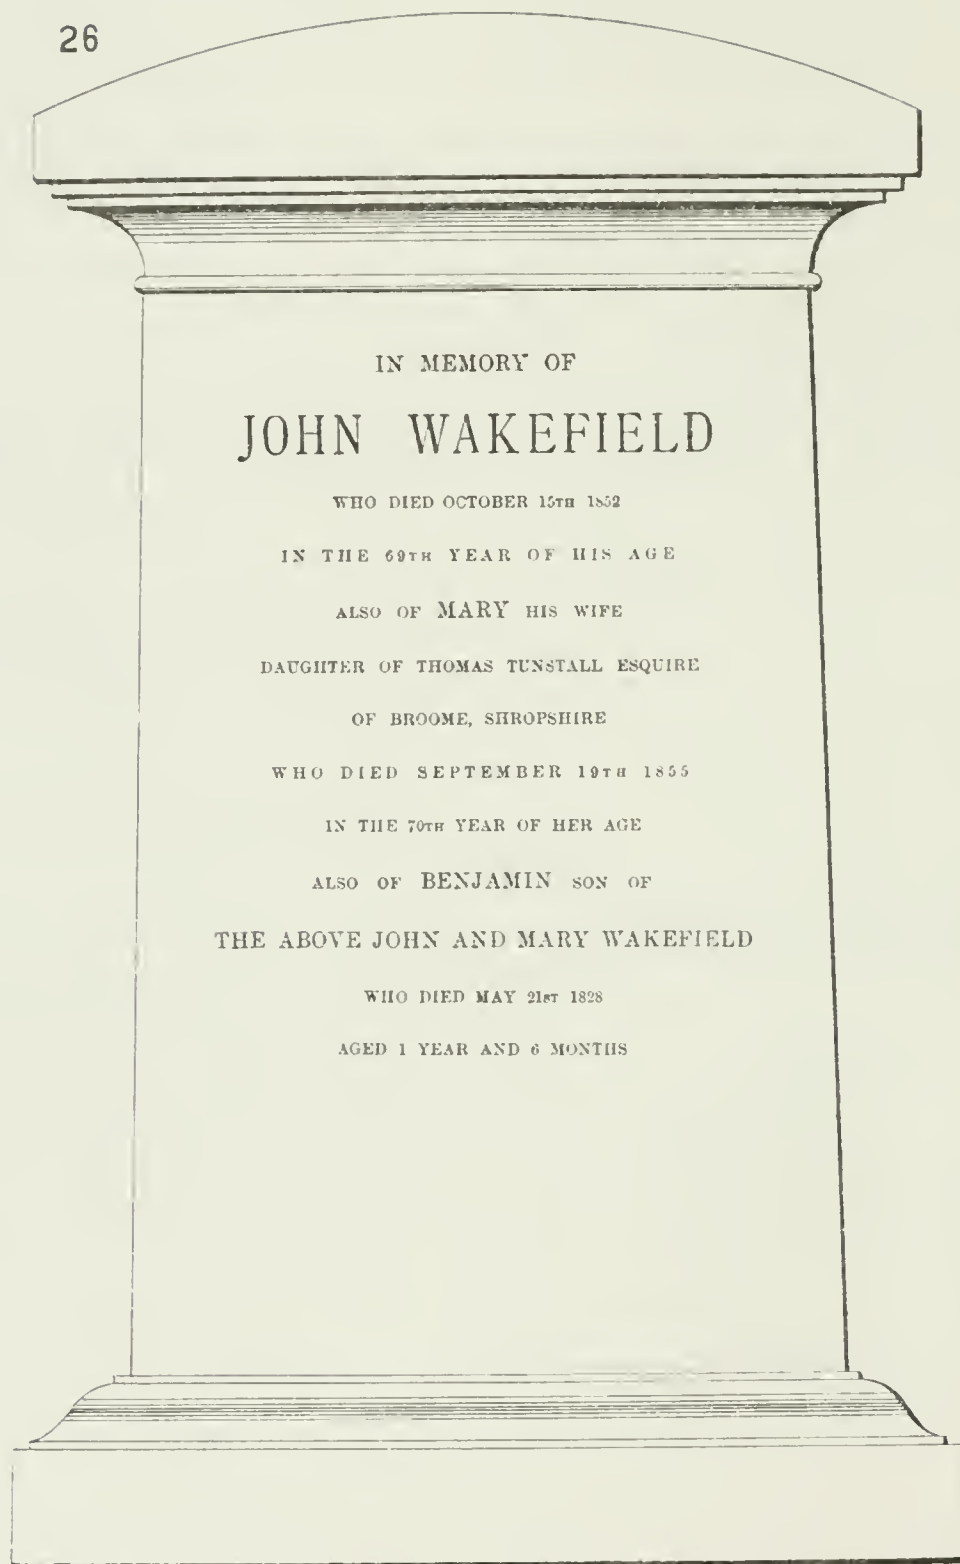 26
IN MEMORY OF
JOHN WAKEFIELD
WHO DIED OCTOBER 15TH 1852
IN THE 69TH YEAR OF HIS AGE
ALSO OF MARY HIS WIFE
DAUGHTER OF THOMAS TUNSTALL ESQUIRE
OF BROOME, SHROPSHIRE
WHO DIED SEPTEMBER 19TH 1855
IN THE 70TH YEAR OF HER AGE
ALSO OF BENJAMIN SON OF
THE ABOVE JOHN AND MARY WAKEFIELD
WHO DIED MAY 21ST 1828
AGED 1 YEAR AND 6 MONTHS